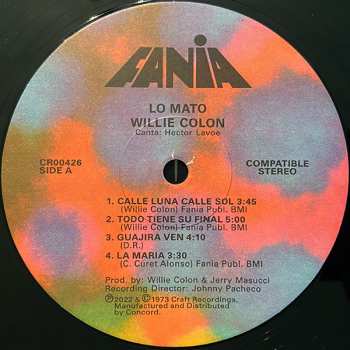 FANIA
LO MATO
WILLIE COLON
Canta: Hector Lavoe
CR00426
SIDE A
COMPATIBLE
STEREO
1. CALLE LUNA CALLE SOL 3:45
(Willie Colon) Fania Publ. BMI
2. TODO TIENE SU FINAL 5:00
(Willie Colon) Fania Publ. BMI
3. GUAJIRA VEN 4:10
(D.R.)
4. LA MARIA 3:30
(C. Curet Alonso) Fania Publ. BMI
Prod. by: Willie Colon & Jerry Masucci
Recording Director: Johnny Pacheco
℗2022 & ©1973 Craft Recordings.
Manufactured and Distributed
by Concord.